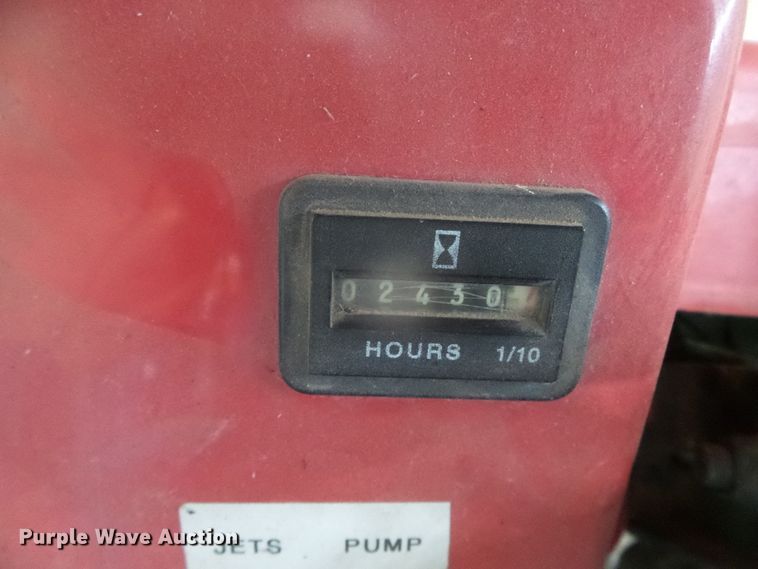 02430
HOURS 1/10
JETS PUMP
Purple Wave Auction